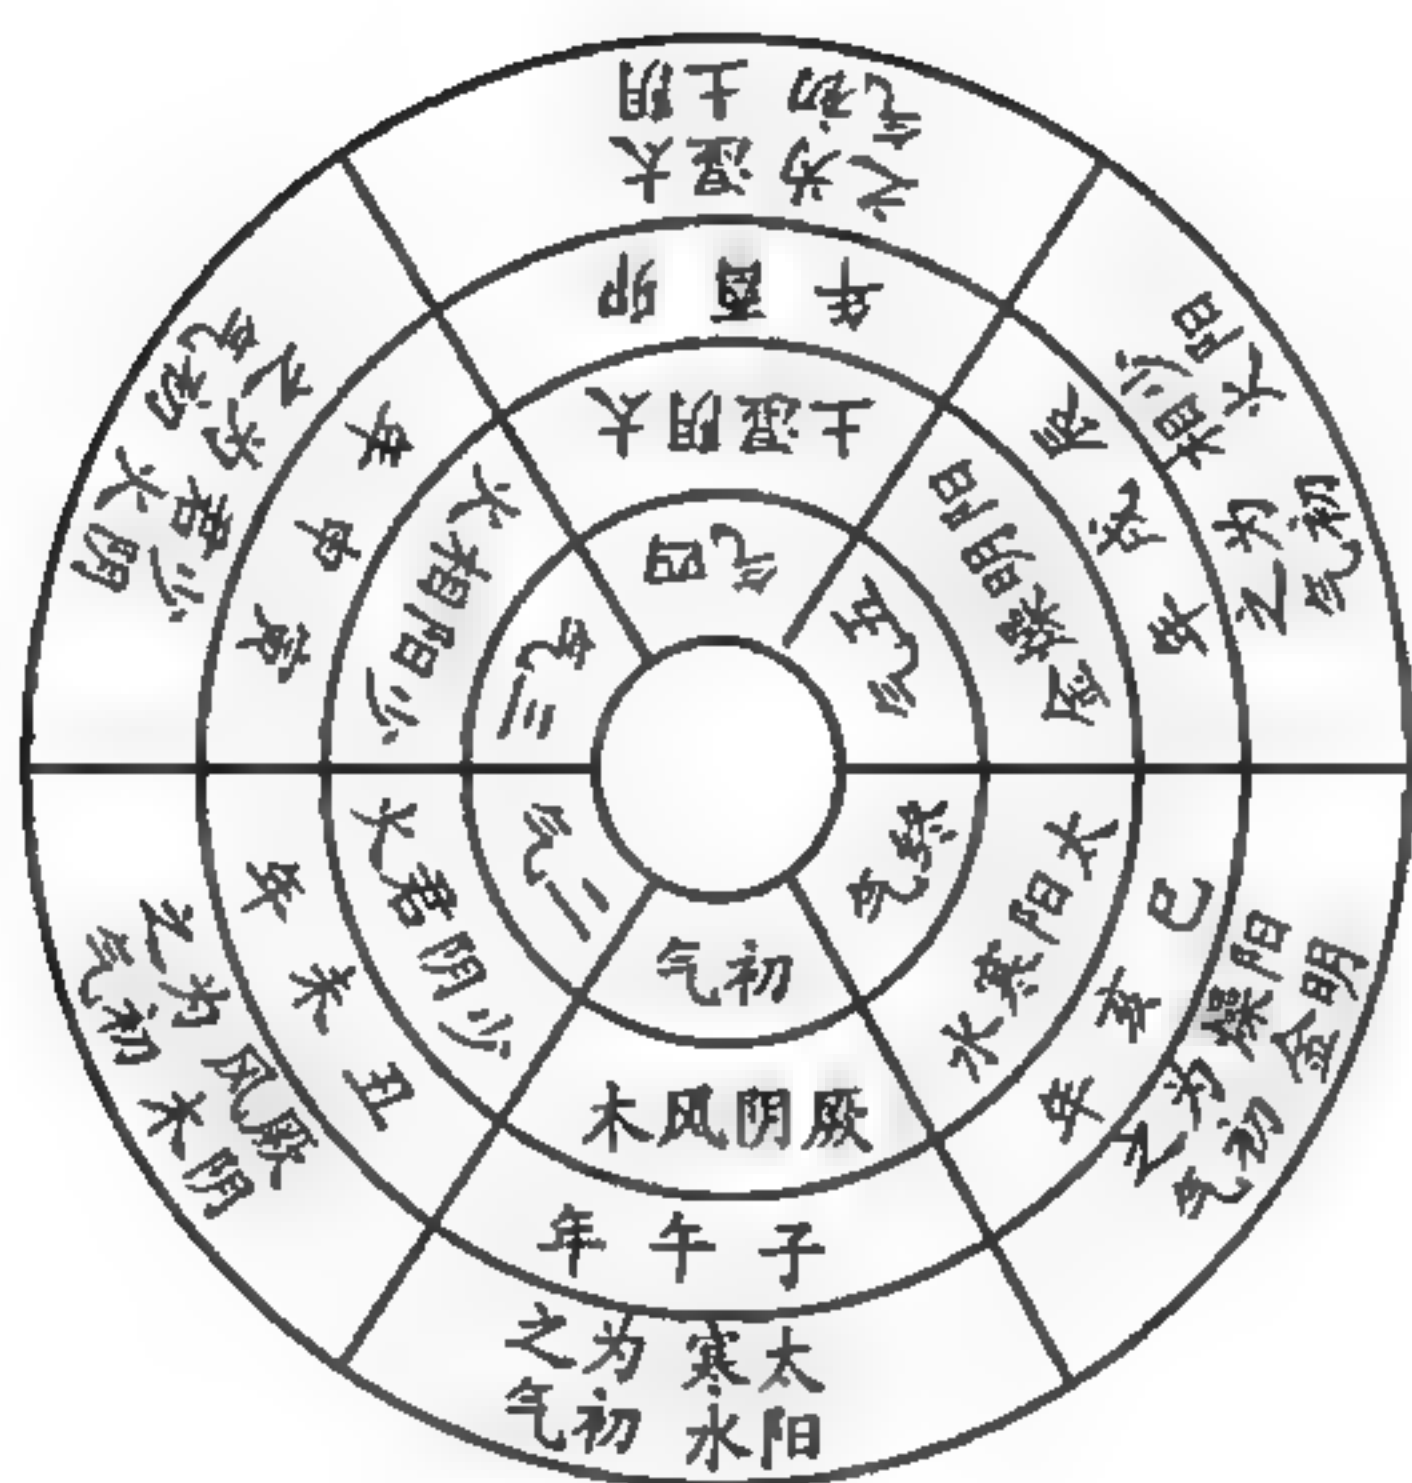 初气
厥阴风木
子午年
太阳寒水为初之气
二气
少阴君火
丑未年
厥阴风木为初之气
三气
少阳相火
寅申年
少阴君火为初之气
四气
太阴湿土
卯酉年
太阴湿土为初之气
五气
阳明燥金
辰戌年
少阳相火为初之气
终气
太阳寒水
巳亥年
阳明燥金为初之气